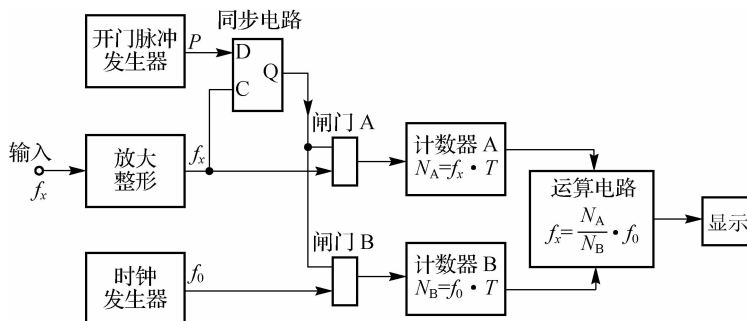 同步电路
开门脉冲
发生器
P
D
Q
C
闸门 A
输入
f_x
放大
整形
f_x
计数器 A
N_A=f_x · T
运算电路
f_x= N_A/N_B · f_0
显示
闸门 B
时钟
发生器
f_0
计数器 B
N_B=f_0 · T